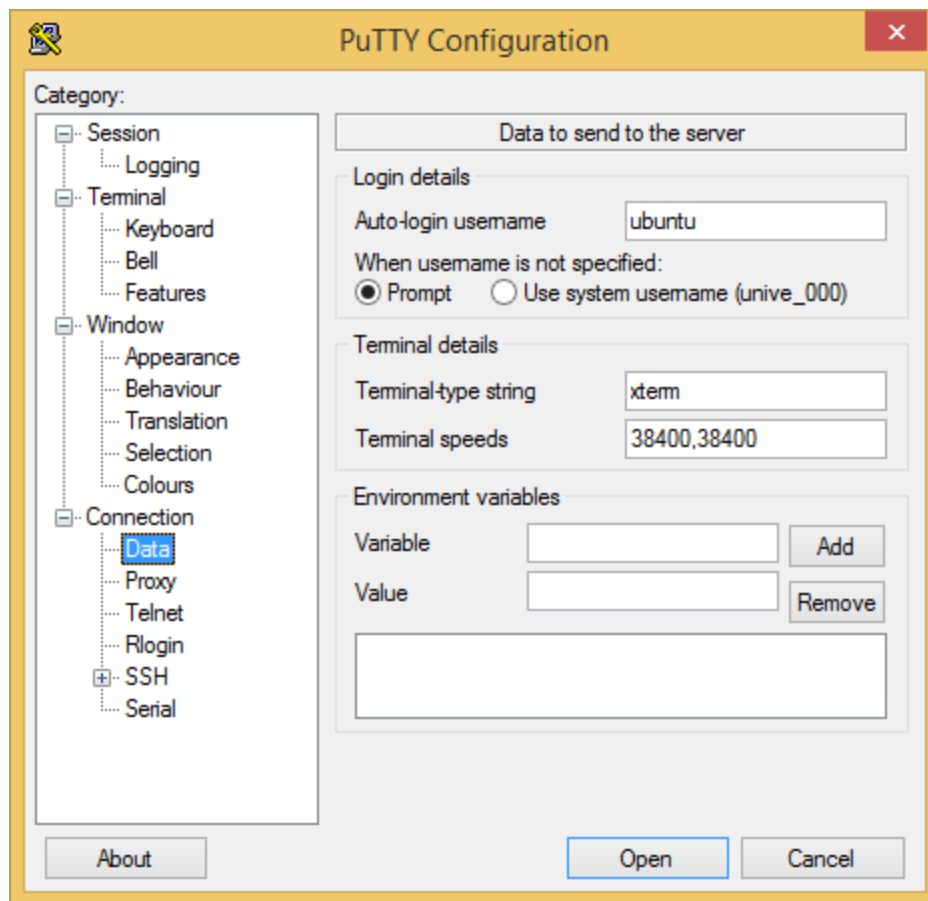 PuTTY Configuration
Category:
Session
Logging
Terminal
Keyboard
Bell
Features
Window
Appearance
Behaviour
Translation
Selection
Colours
Connection
Data
Proxy
Telnet
Rlogin
SSH
Serial
Data to send to the server
Login details
Auto-login username ubuntu
When username is not specified:
Prompt Use system username (unive_000)
Terminal details
Terminal-type string xterm
Terminal speeds 38400,38400
Environment variables
Variable Add
Value Remove
About Open Cancel